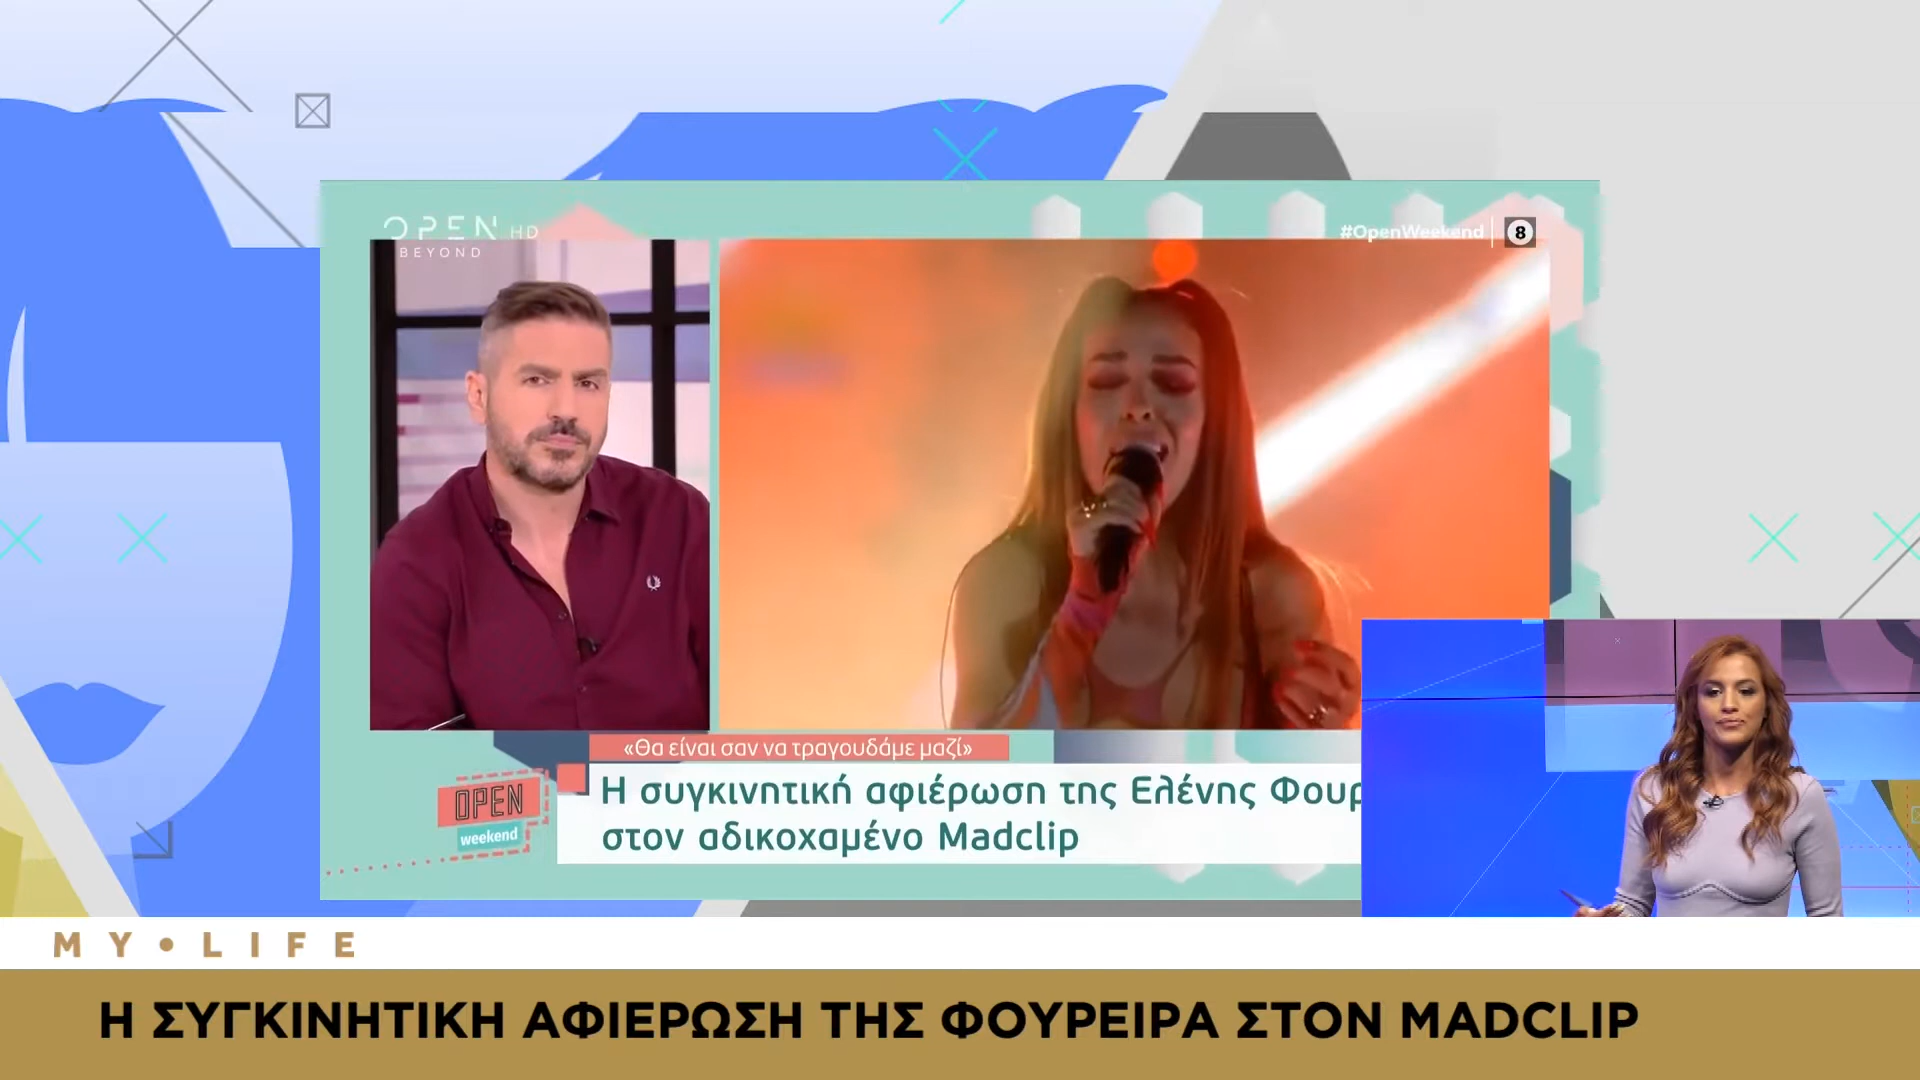 OPEN HD
BEYOND
#OpenWeekend
8
«Θα είναι σαν να τραγουδάμε μαζί»
OPEN
weekend
Η συγκινητική αφιέρωση της Ελένης Φουρ
στον αδικοχαμένο Madclip
MY•LIFE
Η ΣΥΓΚΙΝΗΤΙΚΗ ΑΦΙΕΡΩΣΗ ΤΗΣ ΦΟΥΡΕΙΡΑ ΣΤΟΝ MADCLIP